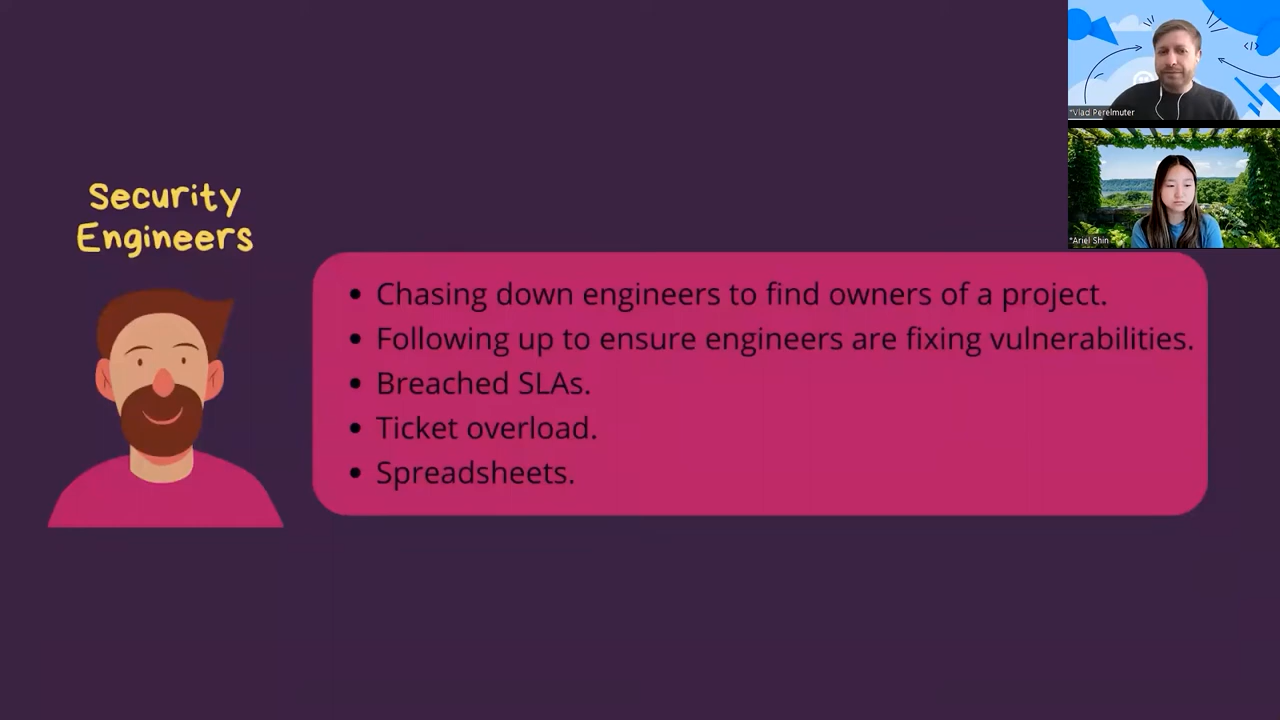 *Vlad Perelmuter
*Ariel Shin
Security
Engineers
• Chasing down engineers to find owners of a project.
• Following up to ensure engineers are fixing vulnerabilities.
• Breached SLAs.
• Ticket overload.
• Spreadsheets.